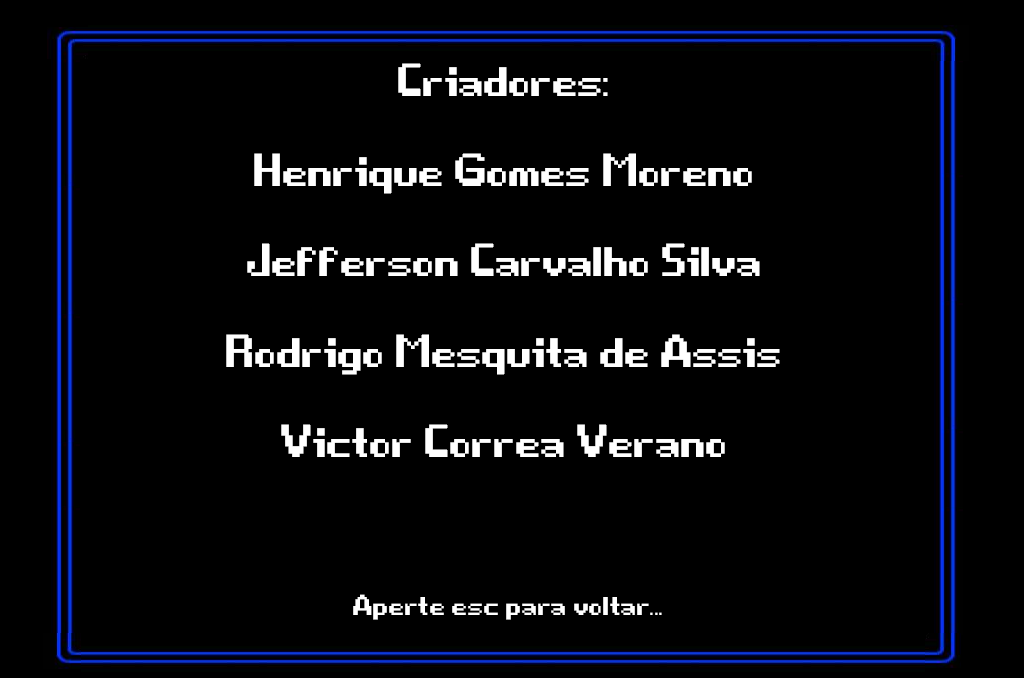 Criadores:
Henrique Gomes Moreno
Jefferson Carvalho Silva
Rodrigo Mesquita de Assis
Victor Correa Verano
Aperte esc para voltar...